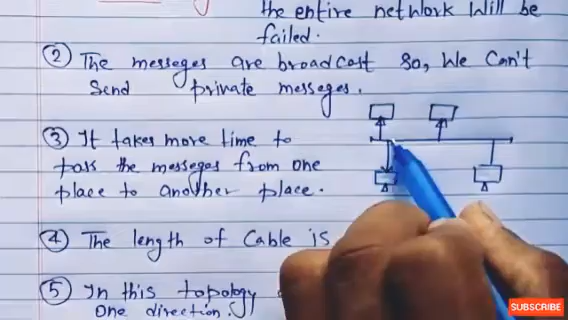 the entire network will be
failed.
② The messeges are broadcast so, We Can't
Send private messeges.
③ It takes more time to
pass the messeges from one
place to another place.
④ The length of Cable is
⑤ In this topology
one direction
SUBSCRIBE